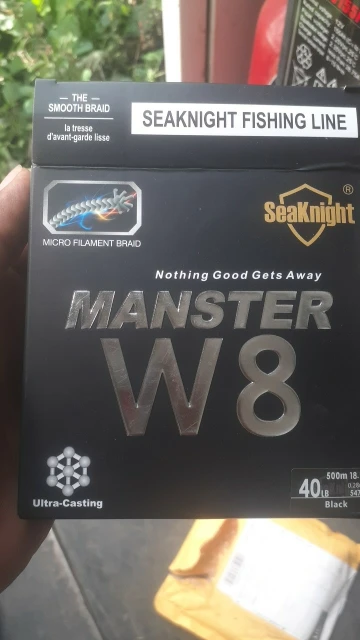 — THE —
SMOOTH BRAID
la tresse
d'avant-garde lisse
SEAKNIGHT FISHING LINE
SeaKnight®
MICRO FILAMENT BRAID
Nothing Good Gets Away
MANSTER
W8
Ultra-Casting
500m 18.
40LB
Black